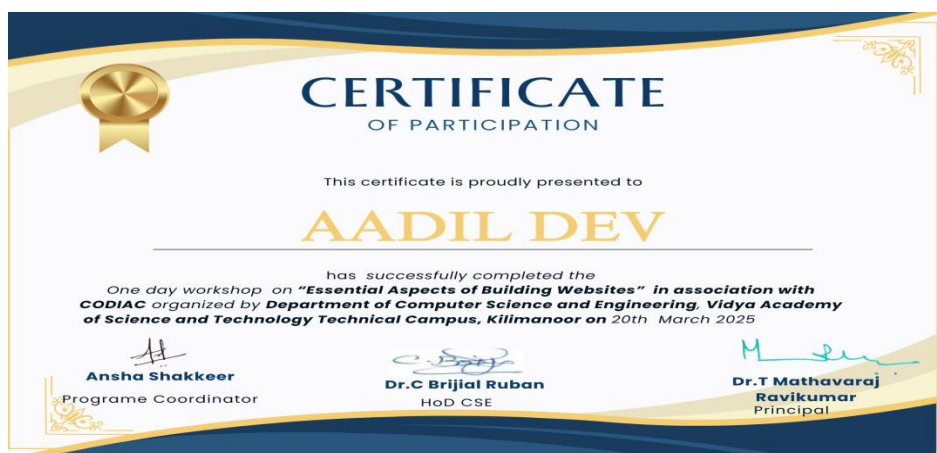 CERTIFICATE
OF PARTICIPATION
This certificate is proudly presented to
AADIL DEV
has successfully completed the
One day workshop on “Essential Aspects of Building Websites” in association with
CODIAC organized by Department of Computer Science and Engineering, Vidya Academy
of Science and Technology Technical Campus, Kilimanoor on 20th March 2025
Ansha Shakkeer
Programe Coordinator
C. Brijial
Dr.C Brijial Ruban
HoD CSE
Dr.T Mathavaraj
Ravikumar
Principal